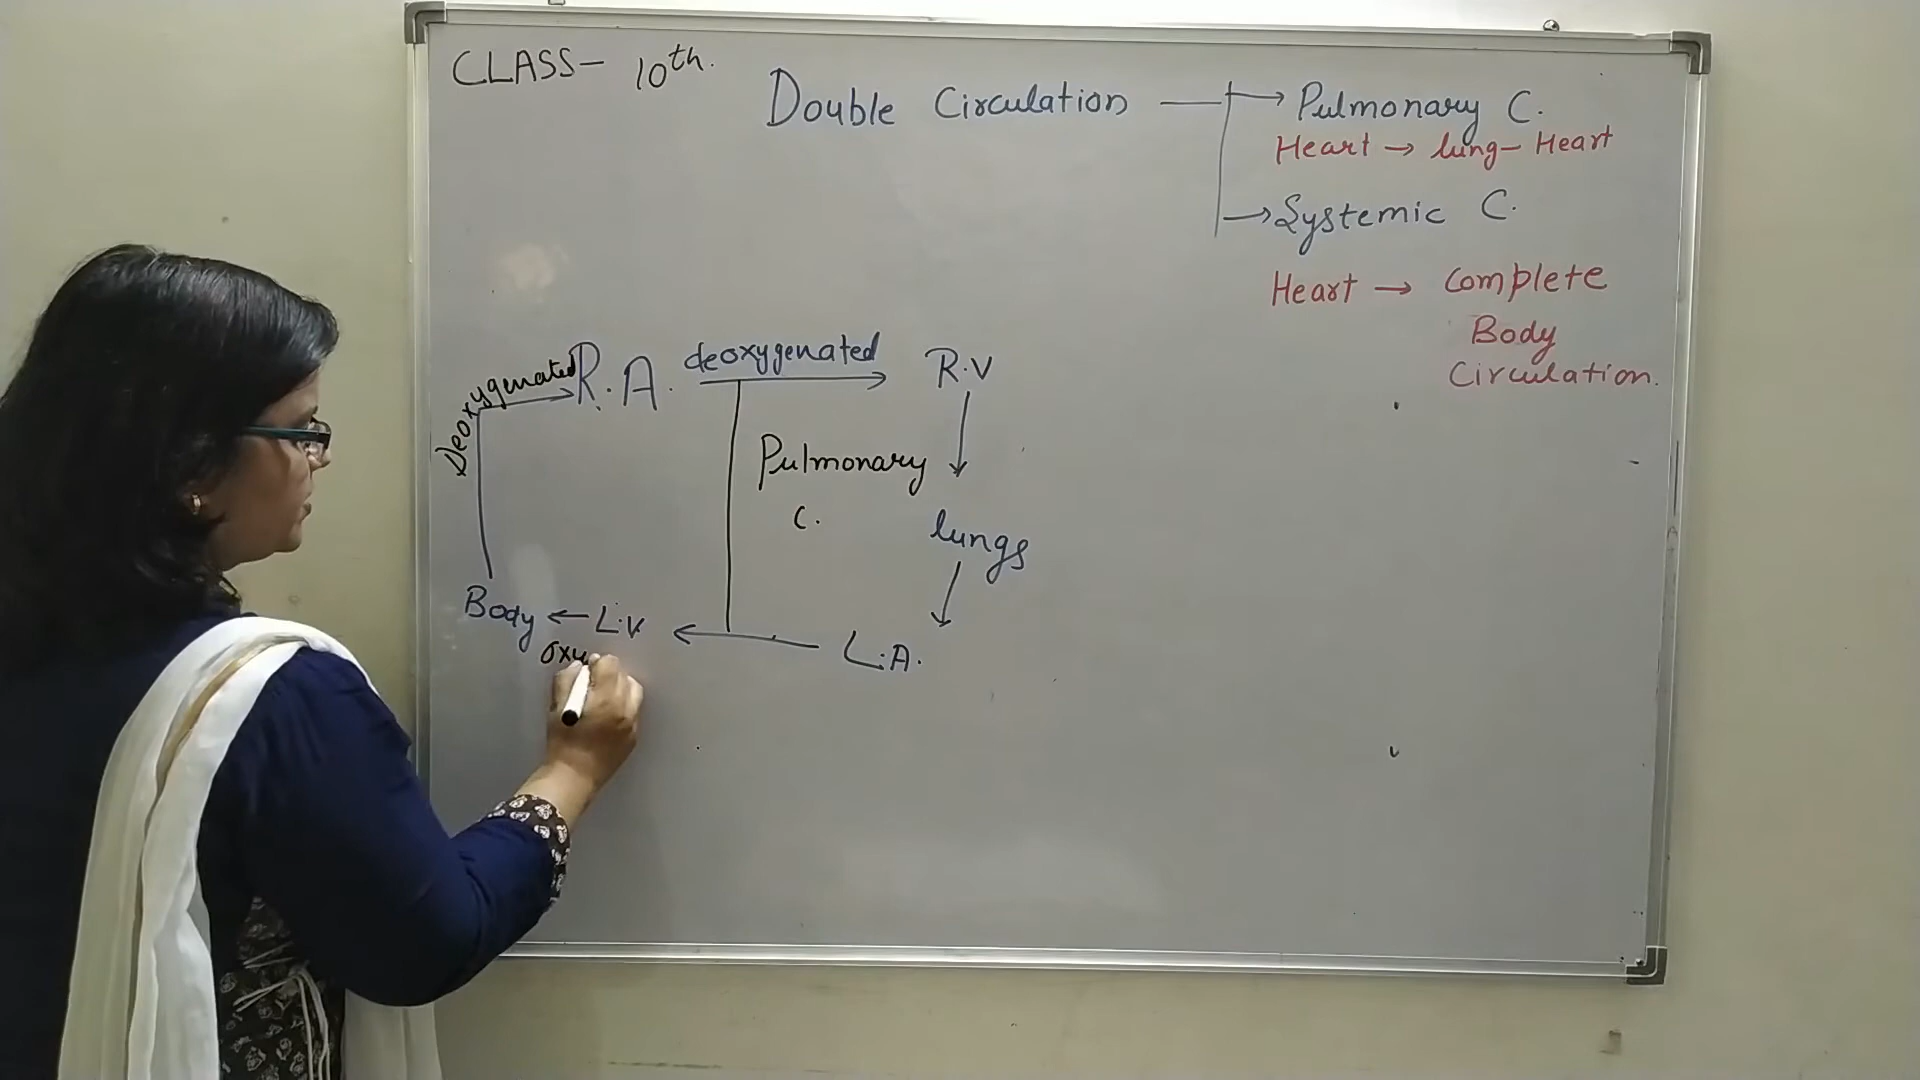 CLASS- 10th.
Double Circulation —→ Pulmonary C.
Heart → lung- Heart
→ Systemic C.
Heart → Complete
Body
Circulation.
Deoxygenated R.A. deoxygenated → R.V
Pulmonary
C.
↓
lungs
↓
Body ← L.V ← L.A.
oxy